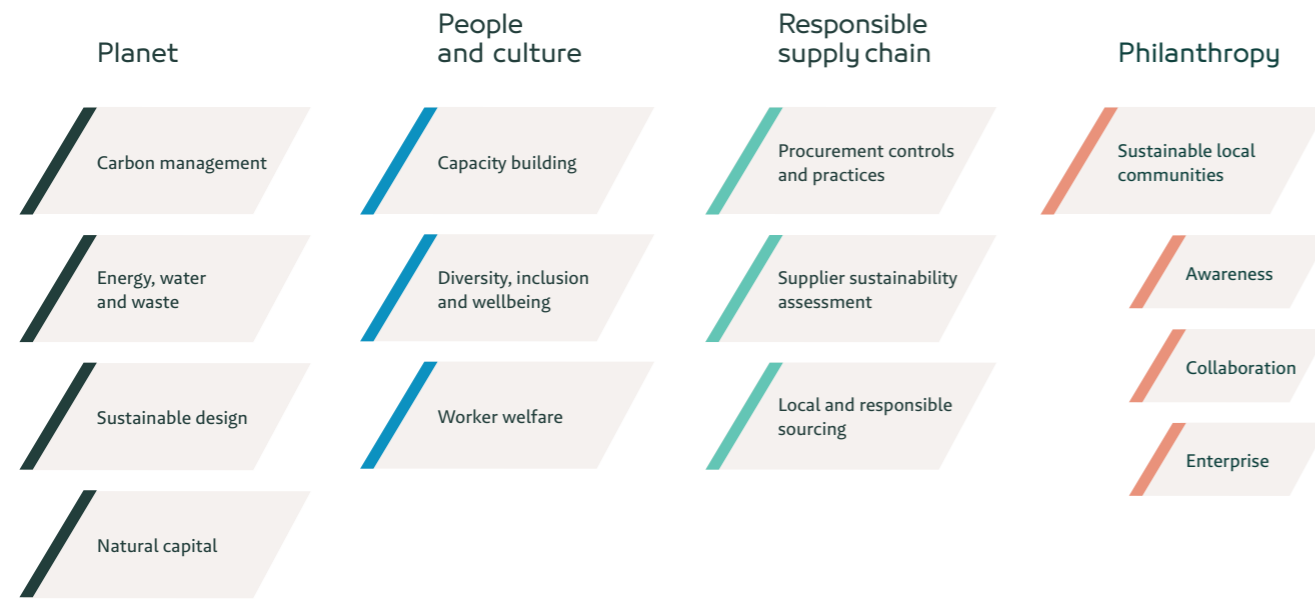 Planet
Carbon management
Energy, water
and waste
Sustainable design
Natural capital
People
and culture
Capacity building
Diversity, inclusion
and wellbeing
Worker welfare
Responsible
supply chain
Procurement controls
and practices
Supplier sustainability
assessment
Local and responsible
sourcing
Philanthropy
Sustainable local
communities
Awareness
Collaboration
Enterprise